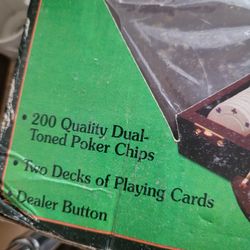 • 200 Quality Dual-
Toned Poker Chips
• Two Decks of Playing Cards
• Dealer Button